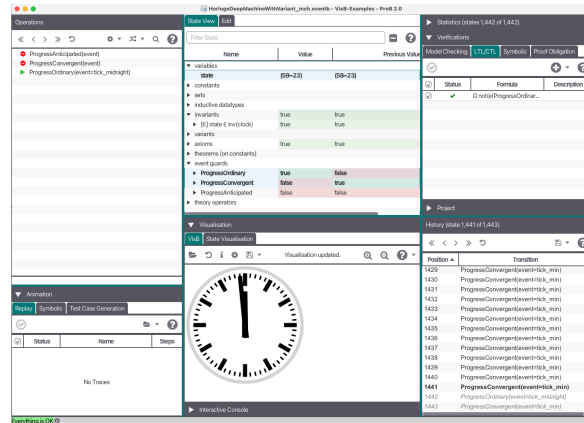 HorlogeDeepMachineWithVariant_mch.eventb - VisB-Examples - ProB 2.0
Operations
ProgressAnticipated(event)
ProgressConvergent(event)
ProgressOrdinary(event=tick_midnight)
State View Edit
Filter State
Name Value Previous Value
variables
state (59↦23) (58↦23)
constants
sets
inductive datatypes
invariants true true
[E] state ∈ Inv(clock) true true
variants
axioms true true
theorems (on constants)
event guards
ProgressOrdinary true false
ProgressConvergent false true
ProgressAnticipated false false
theory operators
Statistics (states 1,442 of 1,442)
Verifications
Model Checking LTL/CTL Symbolic Proof Obligation
Status Formula Description
G not(e(ProgressOrdinar...
Project
Visualisation
VisB State Visualisation
Visualisation updated.
Interactive Console
Animation
Replay Symbolic Test Case Generation
Status Name Steps
No Traces
History (state 1,441 of 1,443)
Position Transition
1429 ProgressConvergent(event=tick_min)
1430 ProgressConvergent(event=tick_min)
1431 ProgressConvergent(event=tick_min)
1432 ProgressConvergent(event=tick_min)
1433 ProgressConvergent(event=tick_min)
1434 ProgressConvergent(event=tick_min)
1435 ProgressConvergent(event=tick_min)
1436 ProgressConvergent(event=tick_min)
1437 ProgressConvergent(event=tick_min)
1438 ProgressConvergent(event=tick_min)
1439 ProgressConvergent(event=tick_min)
1440 ProgressConvergent(event=tick_min)
1441 ProgressConvergent(event=tick_min)
1442 ProgressOrdinary(event=tick_midnight)
1443 ProgressConvergent(event=tick_min)
Everything is OK